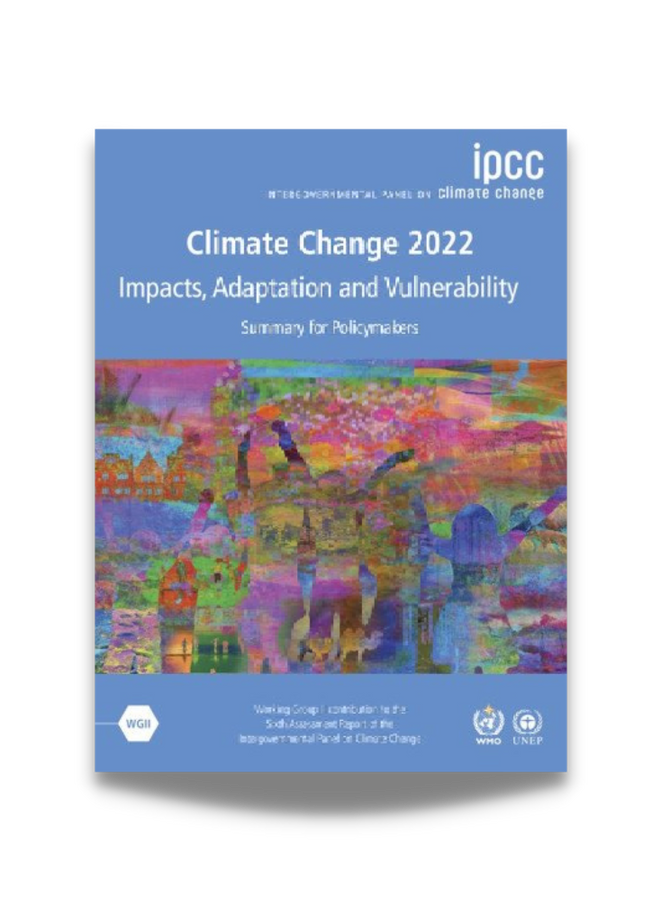 ipcc
INTERGOVERNMENTAL PANEL ON climate change
Climate Change 2022
Impacts, Adaptation and Vulnerability
Summary for Policymakers
WGII
Working Group II contribution to the
Sixth Assessment Report of the
Intergovernmental Panel on Climate Change
WMO UNEP